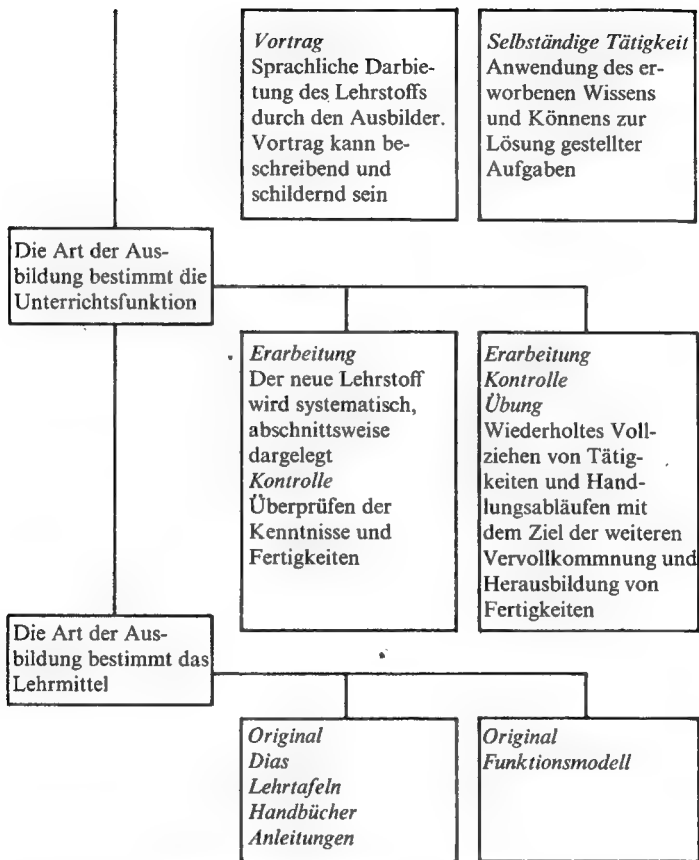 Vortrag
Sprachliche Darbie-
tung des Lehrstoffs
durch den Ausbilder.
Vortrag kann be-
schreibend und
schildernd sein
Selbständige Tätigkeit
Anwendung des er-
worbenen Wissens
und Könnens zur
Lösung gestellter
Aufgaben
Die Art der Aus-
bildung bestimmt die
Unterrichtsfunktion
Erarbeitung
Der neue Lehrstoff
wird systematisch,
abschnittsweise
dargelegt
Kontrolle
Überprüfen der
Kenntnisse und
Fertigkeiten
Erarbeitung
Kontrolle
Übung
Wiederholtes Voll-
ziehen von Tätig-
keiten und Hand-
lungsabläufen mit
dem Ziel der weiteren
Vervollkommnung und
Herausbildung von
Fertigkeiten
Die Art der Aus-
bildung bestimmt das
Lehrmittel
Original
Dias
Lehrtafeln
Handbücher
Anleitungen
Original
Funktionsmodell